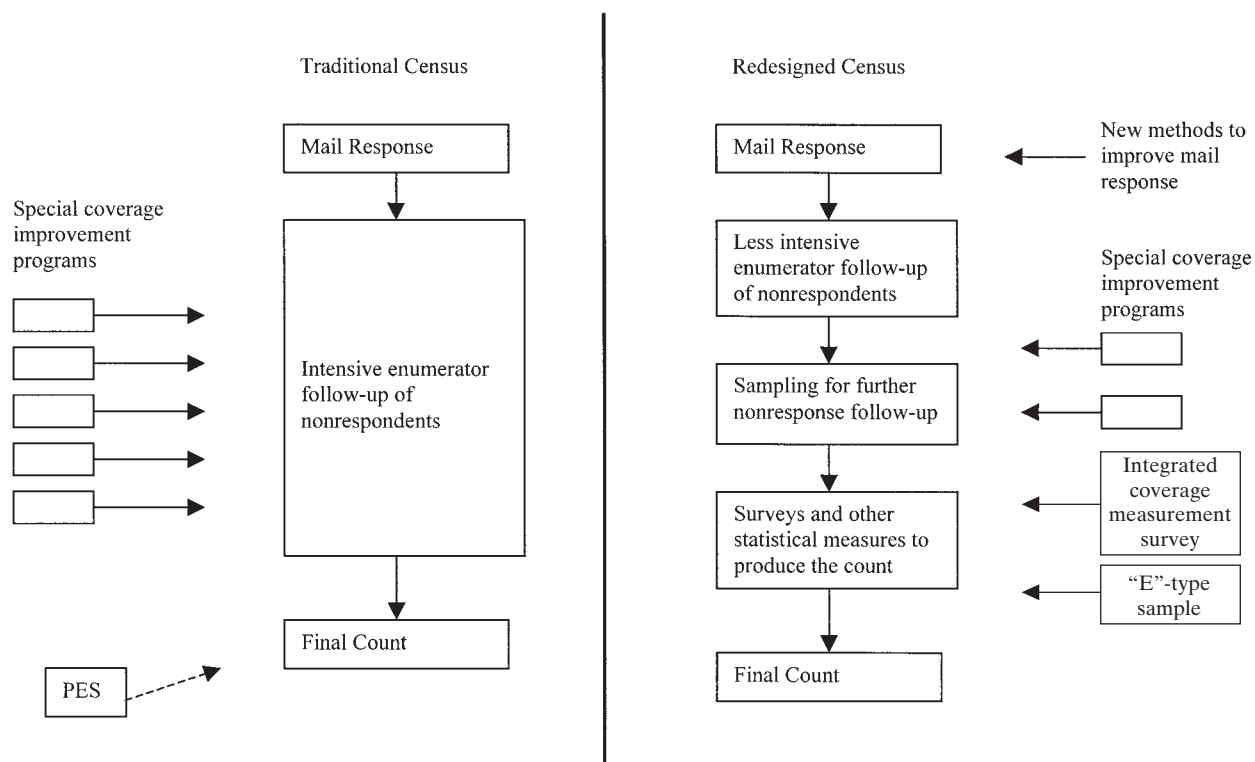 Traditional Census
Mail Response
Special coverage
improvement
programs
Intensive enumerator
follow-up of
nonrespondents
Final Count
PES
Redesigned Census
Mail Response
New methods to
improve mail
response
Less intensive
enumerator follow-up
of nonrespondents
Special coverage
improvement
programs
Sampling for further
nonresponse follow-up
Integrated
coverage
measurement
survey
Surveys and other
statistical measures to
produce the count
“E”-type
sample
Final Count